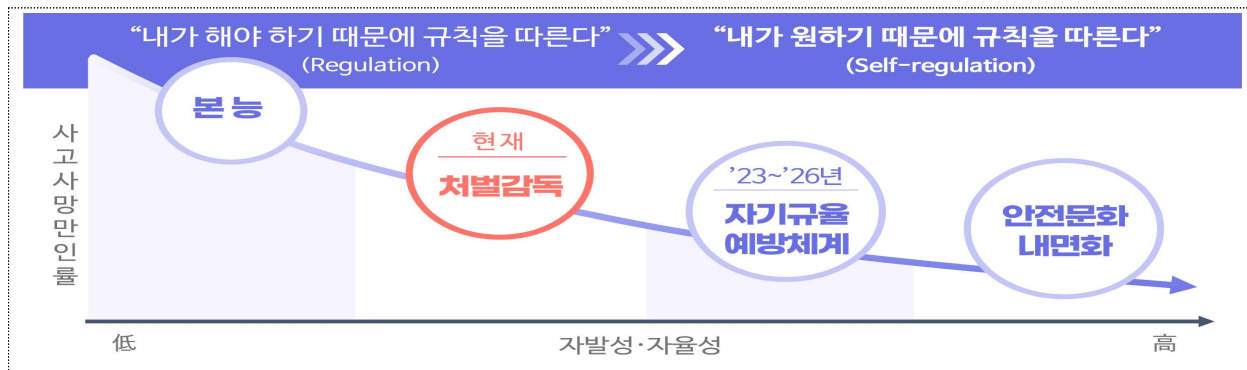 “내가 해야 하기 때문에 규칙을 따른다”
(Regulation)
“내가 원하기 때문에 규칙을 따른다”
(Self-regulation)
사고사망만인률
본 능
현재
처벌감독
’23~’26년
자기규율
예방체계
안전문화
내면화
低
자발성·자율성
高